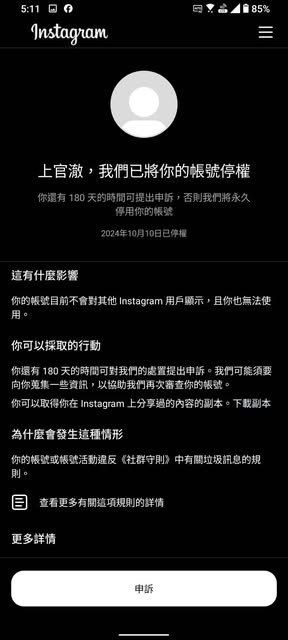 5:11
85%
Instagram
上官澈，我們已將你的帳號停權
你還有 180 天的時間可提出申訴，否則我們將永久
停用你的帳號
2024年10月10日已停權
這有什麼影響
你的帳號目前不會對其他 Instagram 用戶顯示，且你也無法使
用。
你可以採取的行動
你還有 180 天的時間可對我們的處置提出申訴。我們可能須要
向你蒐集一些資訊，以協助我們再次審查你的帳號。
你可以取得你在 Instagram 上分享過的內容的副本。下載副本
為什麼會發生這種情形
你的帳號或帳號活動違反《社群守則》中有關垃圾訊息的規
則。
查看更多有關這項規則的詳情
更多詳情
申訴